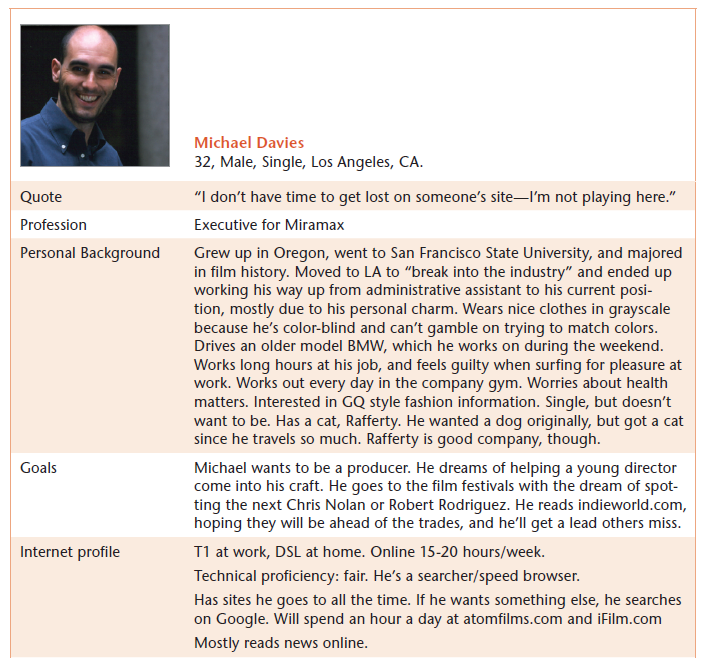 Michael Davies
32, Male, Single, Los Angeles, CA.
Quote
“I don’t have time to get lost on someone’s site—I’m not playing here.”
Profession
Executive for Miramax
Personal Background
Grew up in Oregon, went to San Francisco State University, and majored
in film history. Moved to LA to “break into the industry” and ended up
working his way up from administrative assistant to his current posi-
tion, mostly due to his personal charm. Wears nice clothes in grayscale
because he’s color-blind and can’t gamble on trying to match colors.
Drives an older model BMW, which he works on during the weekend.
Works long hours at his job, and feels guilty when surfing for pleasure at
work. Works out every day in the company gym. Worries about health
matters. Interested in GQ style fashion information. Single, but doesn’t
want to be. Has a cat, Rafferty. He wanted a dog originally, but got a cat
since he travels so much. Rafferty is good company, though.
Goals
Michael wants to be a producer. He dreams of helping a young director
come into his craft. He goes to the film festivals with the dream of spot-
ting the next Chris Nolan or Robert Rodriguez. He reads indieworld.com,
hoping they will be ahead of the trades, and he’ll get a lead others miss.
Internet profile
T1 at work, DSL at home. Online 15-20 hours/week.
Technical proficiency: fair. He’s a searcher/speed browser.
Has sites he goes to all the time. If he wants something else, he searches
on Google. Will spend an hour a day at atomfilms.com and iFilm.com
Mostly reads news online.